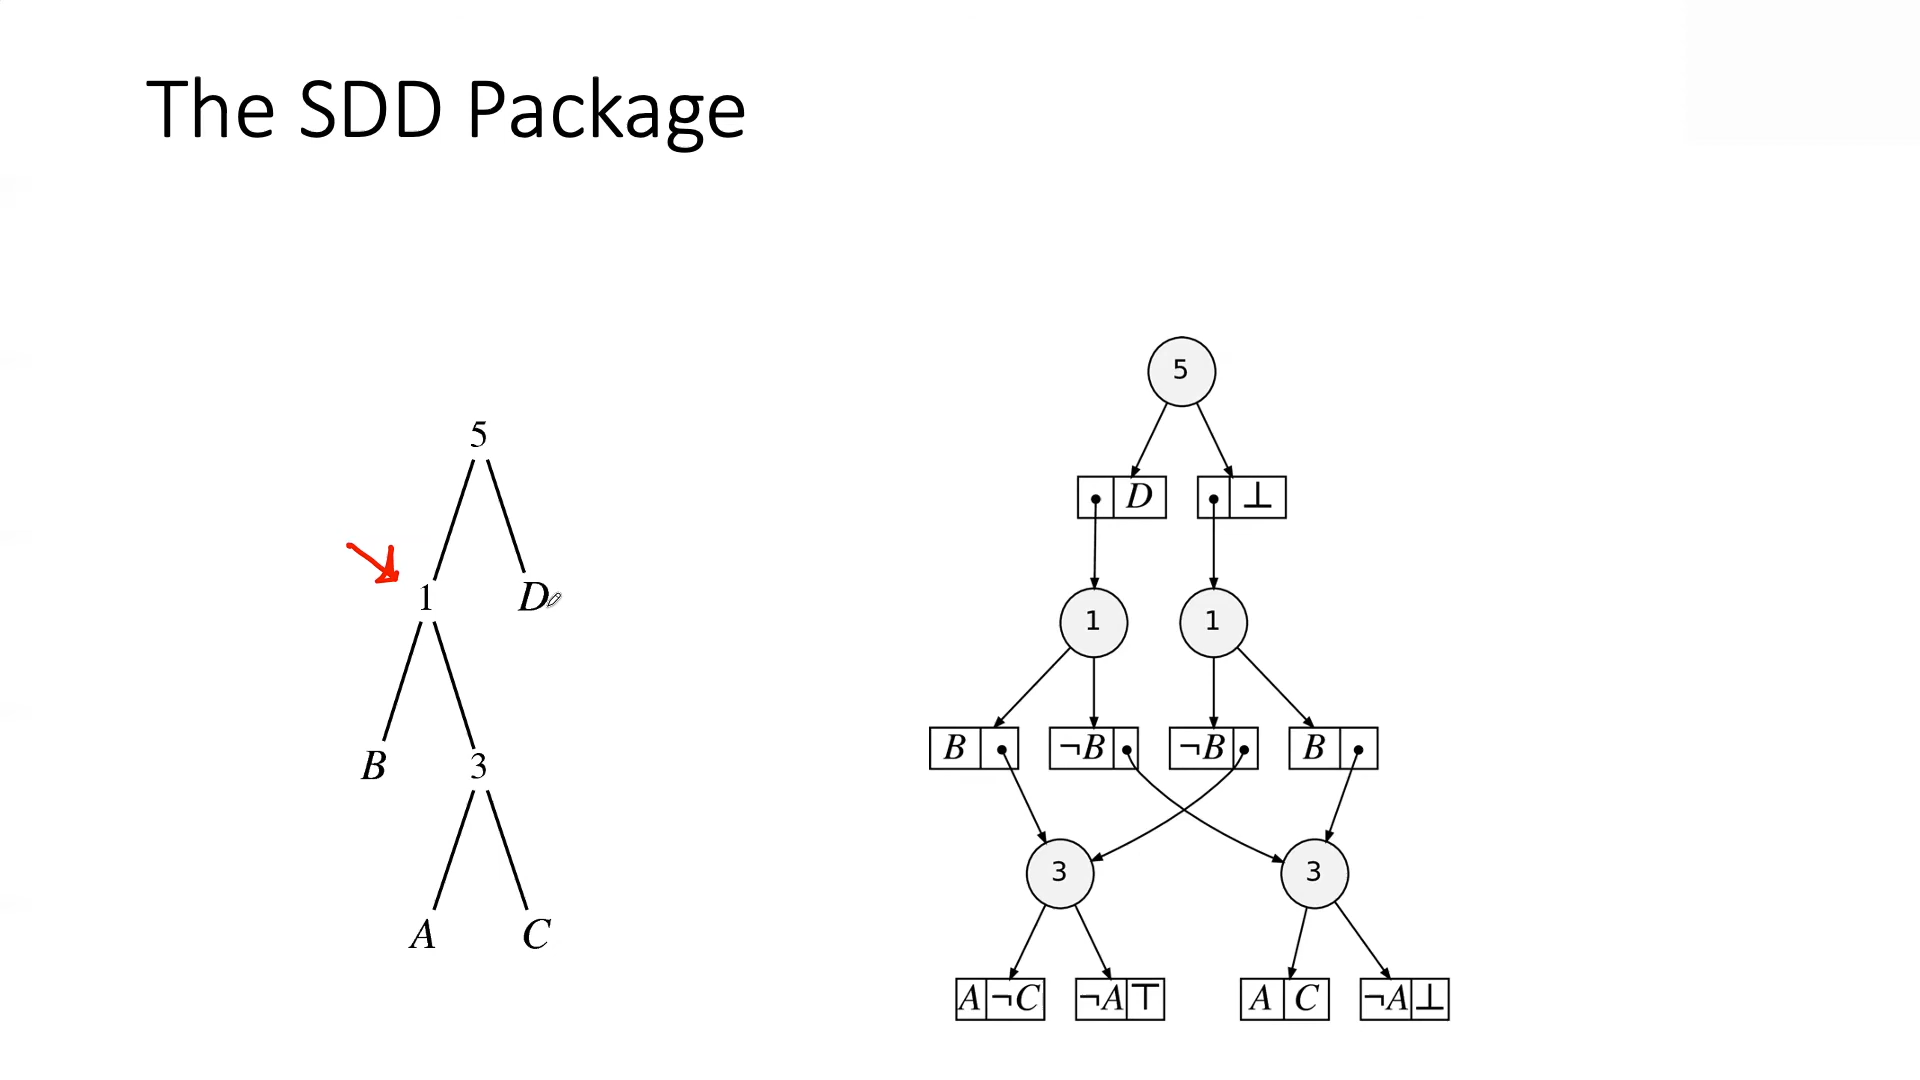 The SDD Package
5
5
D ⊥
1 D
1 1
B ¬B ¬B B
B 3
3 3
A C
A ¬C ¬A ⊤ A C ¬A ⊥